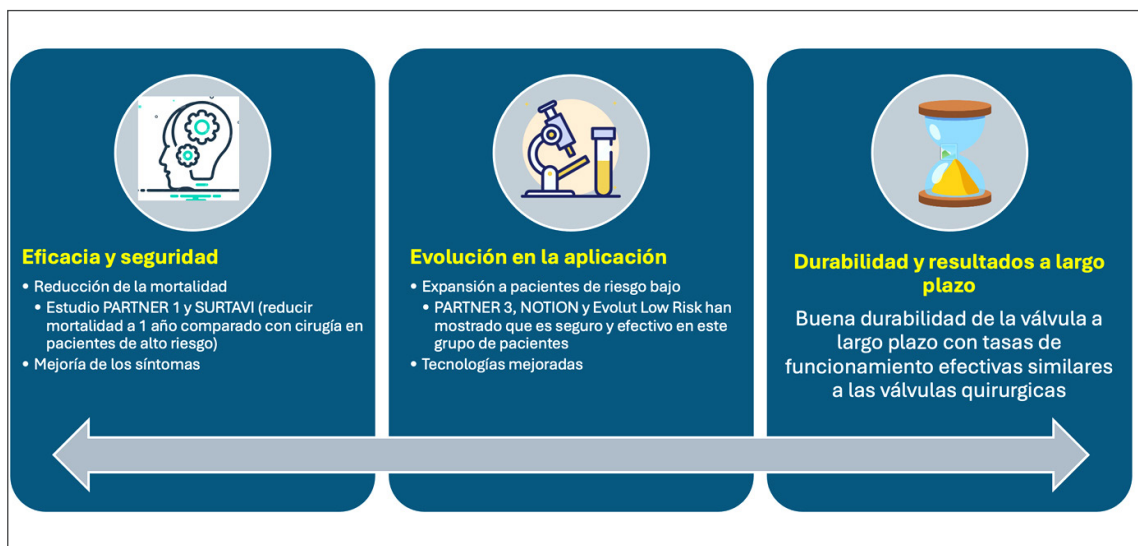 Eficacia y seguridad
• Reducción de la mortalidad
• Estudio PARTNER 1 y SURTAVI (reducir
mortalidad a 1 año comparado con cirugía en
pacientes de alto riesgo)
• Mejoría de los síntomas
Evolución en la aplicación
• Expansión a pacientes de riesgo bajo
• PARTNER 3, NOTION y Evolut Low Risk han
mostrado que es seguro y efectivo en este
grupo de pacientes
• Tecnologías mejoradas
Durabilidad y resultados a largo
plazo
Buena durabilidad de la válvula a
largo plazo con tasas de
funcionamiento efectivas similares
a las válvulas quirurgicas